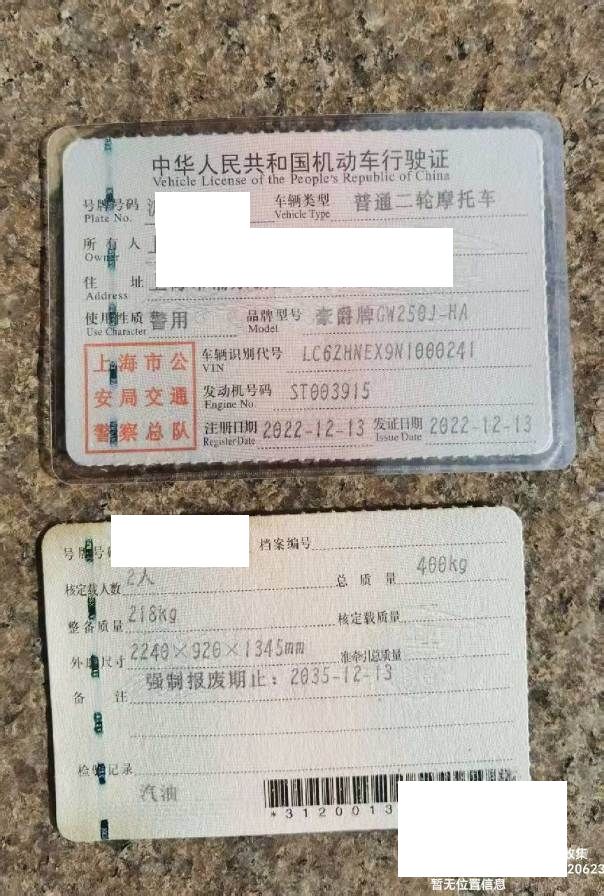 中华人民共和国机动车行驶证
Vehicle License of the People's Republic of China
号牌号码 车辆类型 普通二轮摩托车
Plate No. Vehicle Type
所有人
Owner
住址
Address
使用性质 警用 品牌型号 豪爵牌GW250J-HA
Use Character Model
上海市公
安局交通
警察总队
车辆识别代号 LC6ZHNEX9N1000241
VIN
发动机号码 ST003915
Engine No.
注册日期 2022-12-13 发证日期 2022-12-13
Register Date Issue Date
号牌号码 档案编号
核定载人数 2人 总质量 400kg
整备质量 218kg 核定载质量
外廓尺寸 2240×920×1345mm 准牵引总质量 --
备注 强制报废期止：2035-12-13
检验记录
汽油
*3120013
收集
20623
暂无位置信息